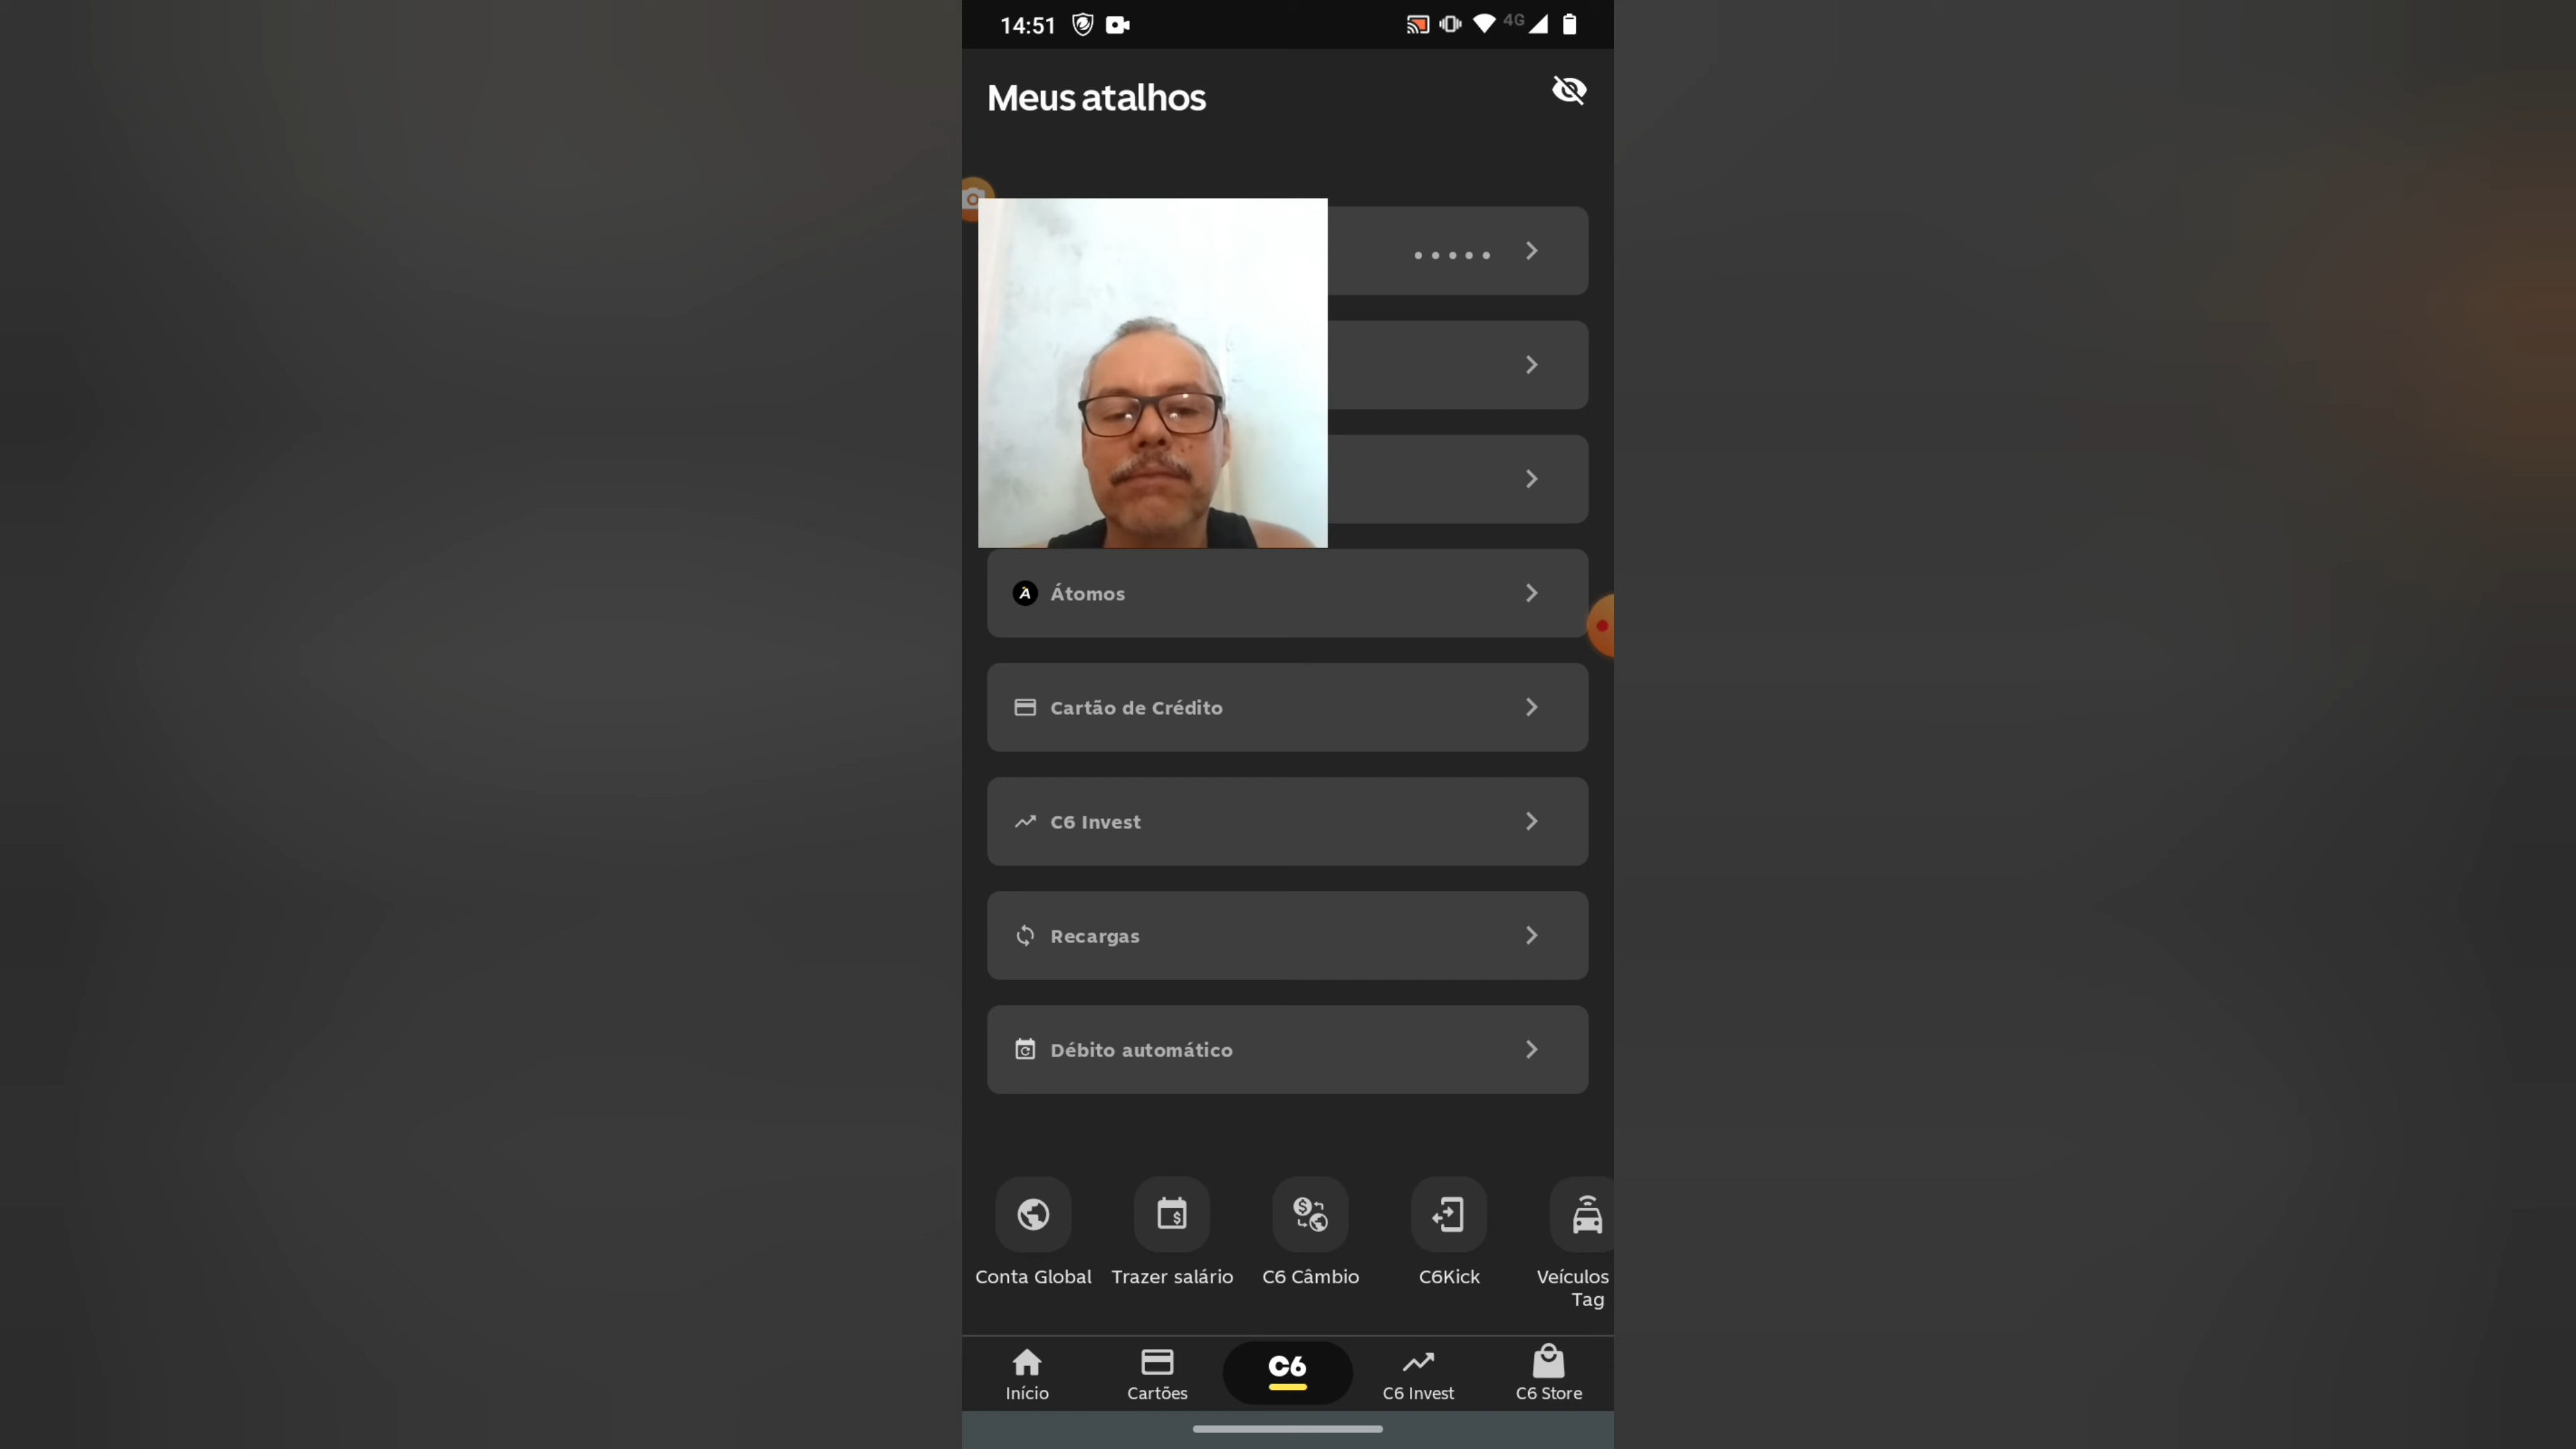 14:51
4G
Meus atalhos
•••••
Átomos
Cartão de Crédito
C6 Invest
Recargas
Débito automático
Conta Global
Trazer salário
C6 Câmbio
C6Kick
Veículos
Tag
Início
Cartões
C6
C6 Invest
C6 Store